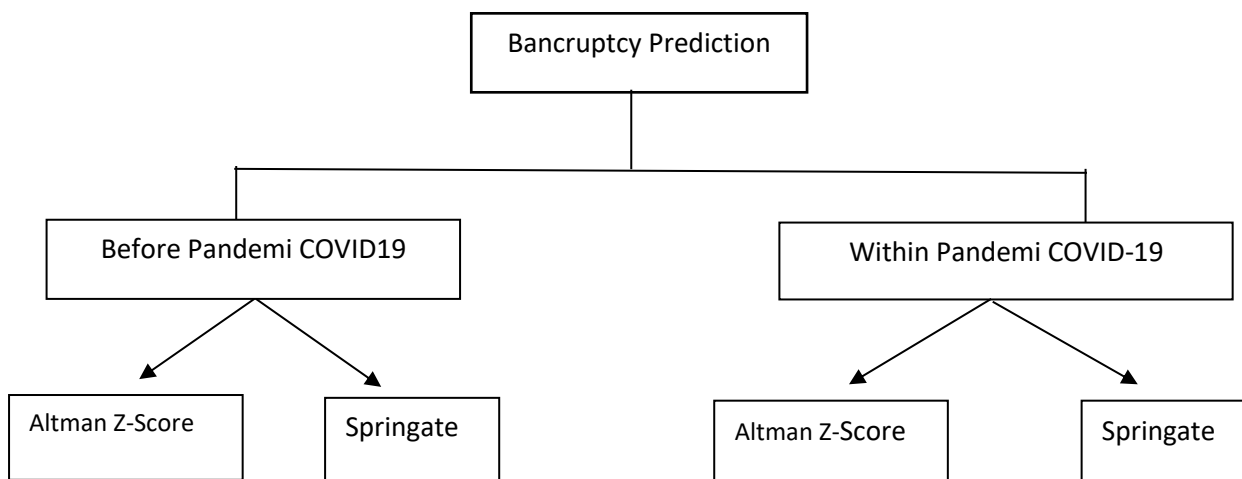 Bancruptcy Prediction
Before Pandemi COVID19
Within Pandemi COVID-19
Altman Z-Score
Springate
Altman Z-Score
Springate